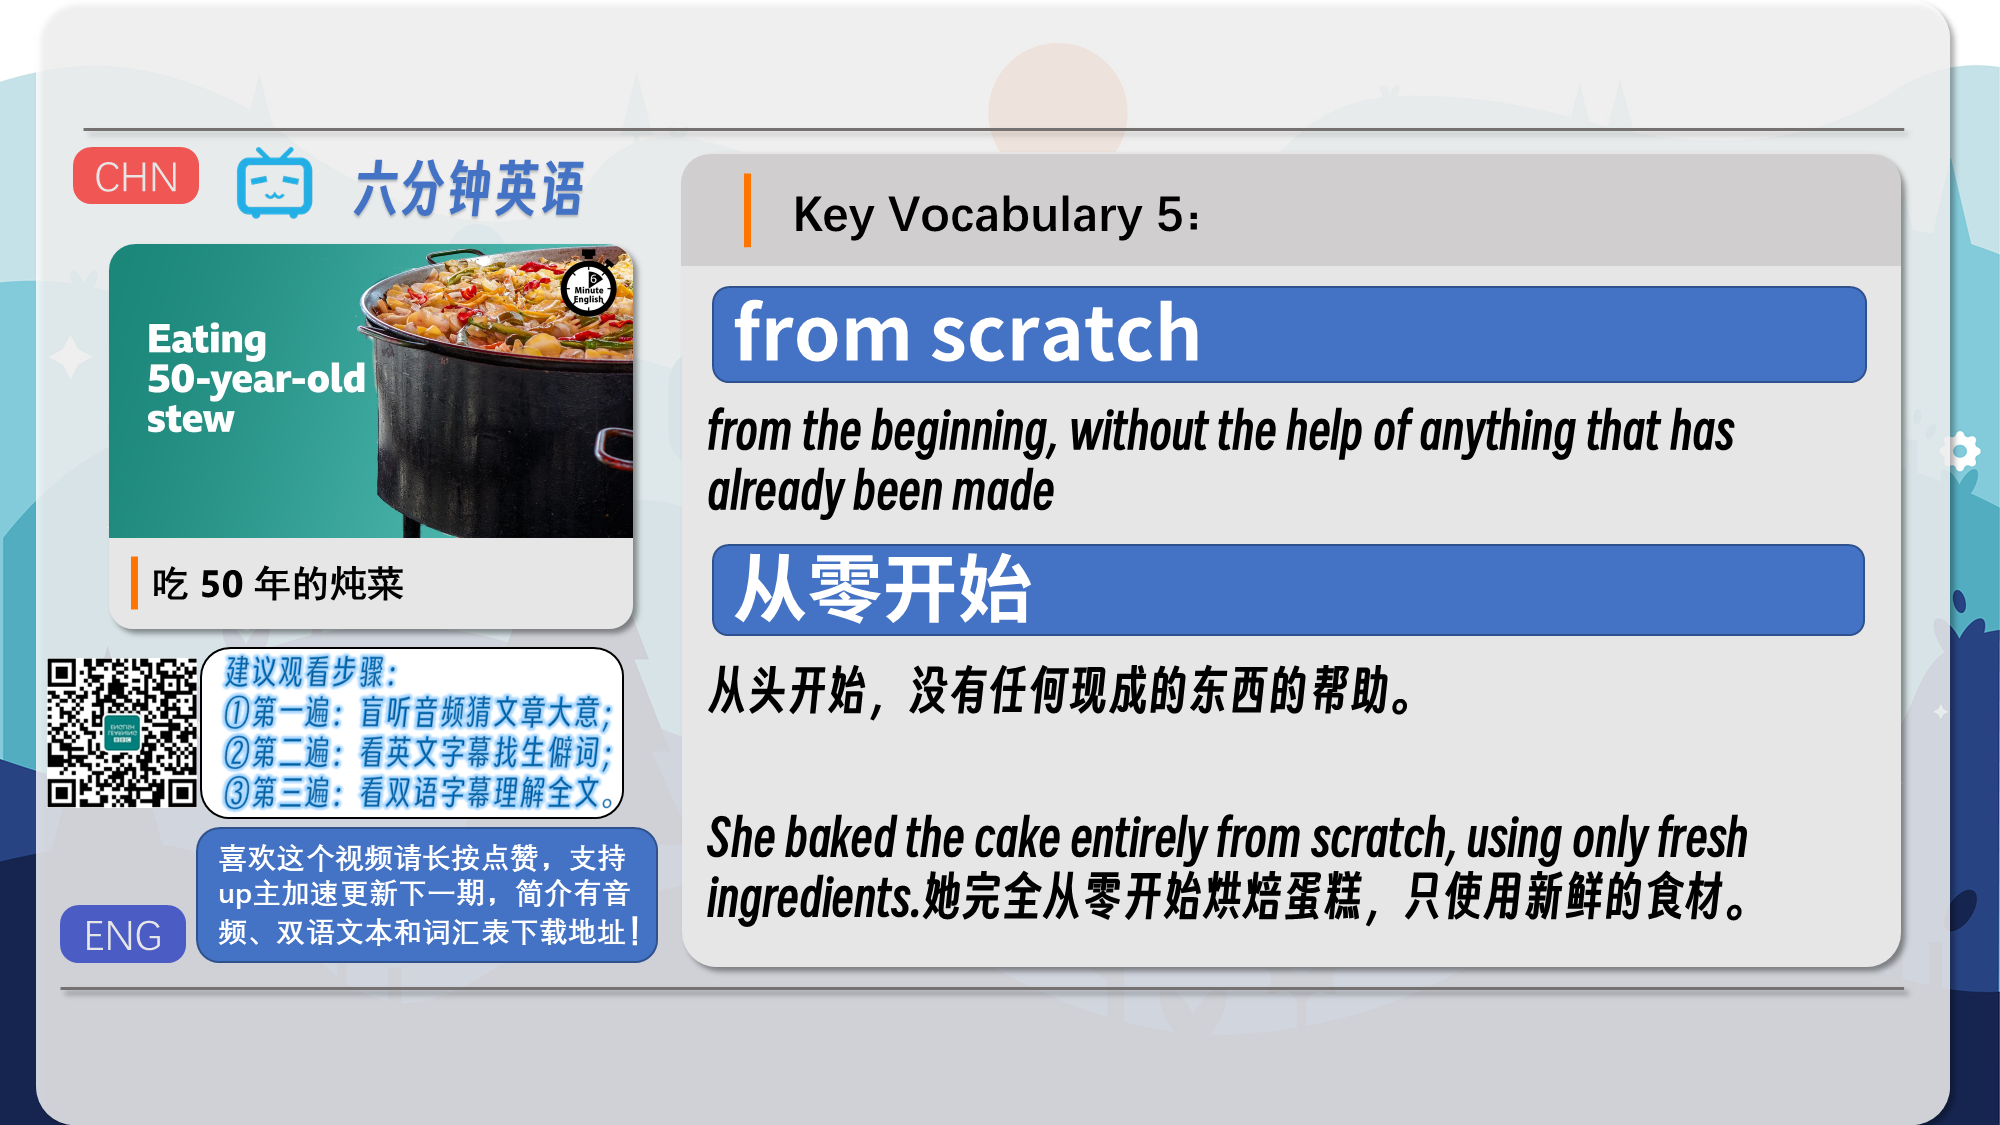 CHN
六分钟英语
Eating
50-year-old
stew
6
Minute
English
吃 50 年的炖菜
建议观看步骤：
①第一遍：盲听音频猜文章大意；
②第二遍：看英文字幕找生僻词；
③第三遍：看双语字幕理解全文。
喜欢这个视频请长按点赞，支持
up主加速更新下一期，简介有音
频、双语文本和词汇表下载地址！
ENG
Key Vocabulary 5：
from scratch
from the beginning, without the help of anything that has
already been made
从零开始
从头开始，没有任何现成的东西的帮助。
She baked the cake entirely from scratch, using only fresh
ingredients.她完全从零开始烘焙蛋糕，只使用新鲜的食材。